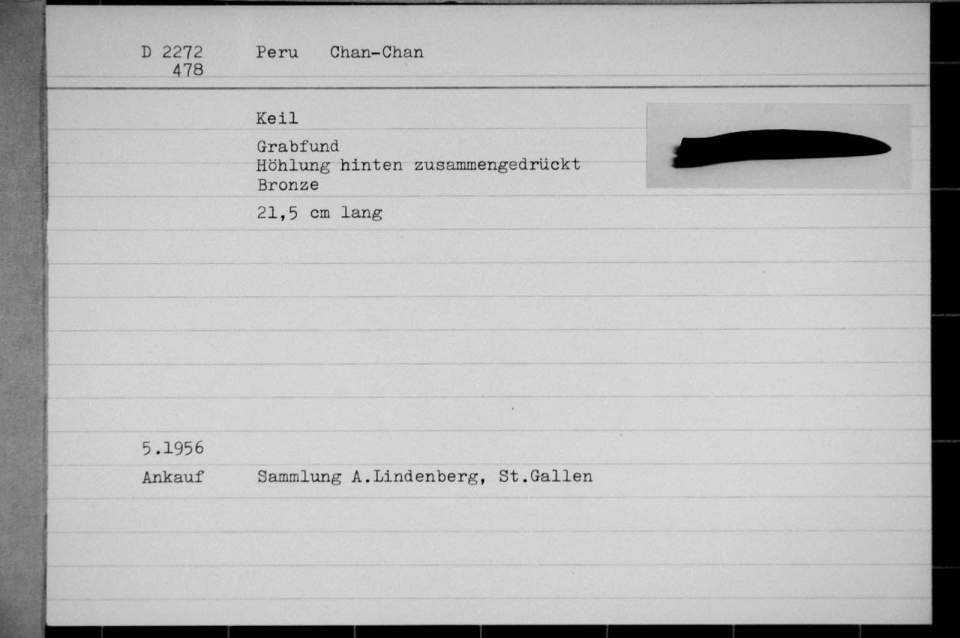 D 2272 Peru Chan-Chan
478
Keil
Grabfund
Höhlung hinten zusammengedrückt
Bronze
21,5 cm lang
5.1956
Ankauf Sammlung A.Lindenberg, St.Gallen